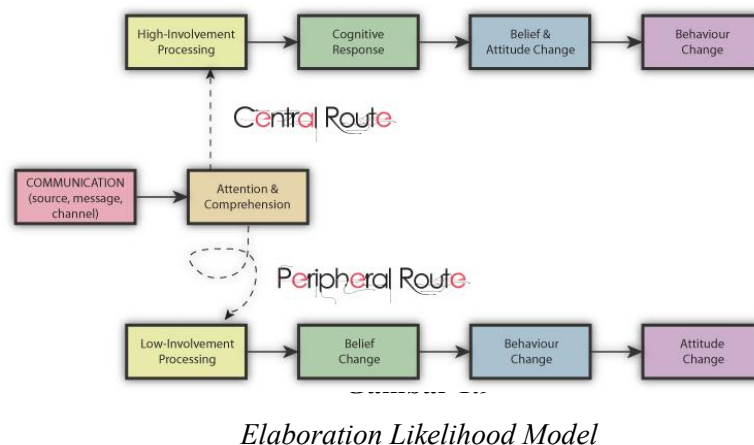 High-Involvement
Processing
Cognitive
Response
Belief &
Attitude Change
Behaviour
Change
Central Route
COMMUNICATION
(source, message,
channel)
Attention &
Comprehension
Peripheral Route
Low-Involvement
Processing
Belief
Change
Behaviour
Change
Attitude
Change
Elaboration Likelihood Model